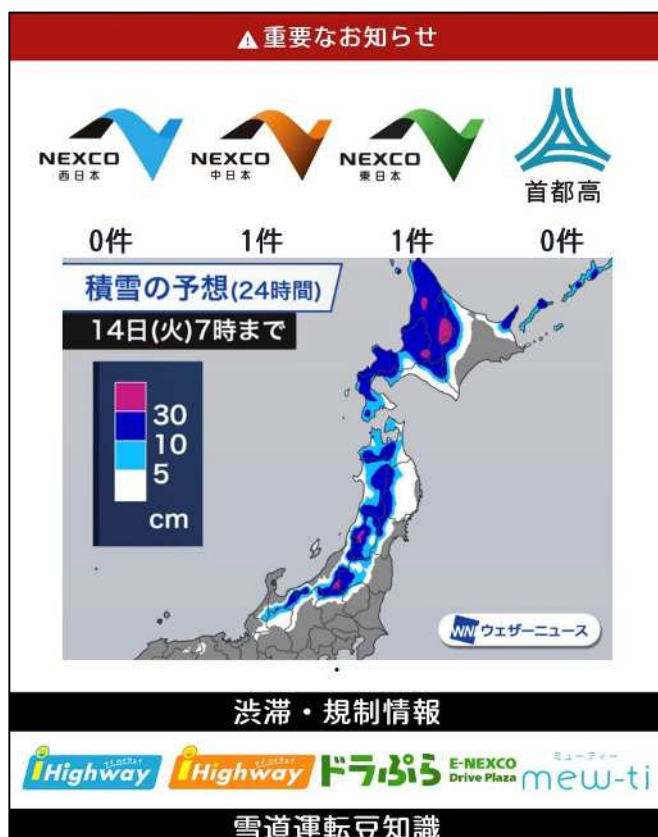 ⚠重要なお知らせ
NEXCO
西日本
NEXCO
中日本
NEXCO
東日本
首都高
0件
1件
1件
0件
積雪の予想(24時間)
14日(火)7時まで
30
10
5
cm
WNI ウェザーニュース
渋滞・規制情報
iHighway
iHighway
ドラぷら
E-NEXCO
Drive Plaza
ミューティー
mew-ti
雪道運転豆知識